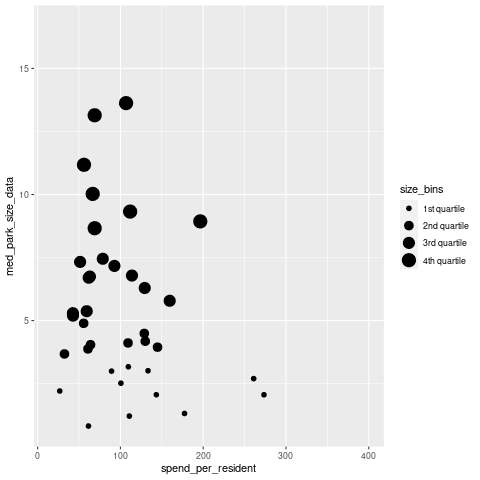 15
10
5
0
100
200
300
400
spend_per_resident
med_park_size_data
size_bins
1st quartile
2nd quartile
3rd quartile
4th quartile